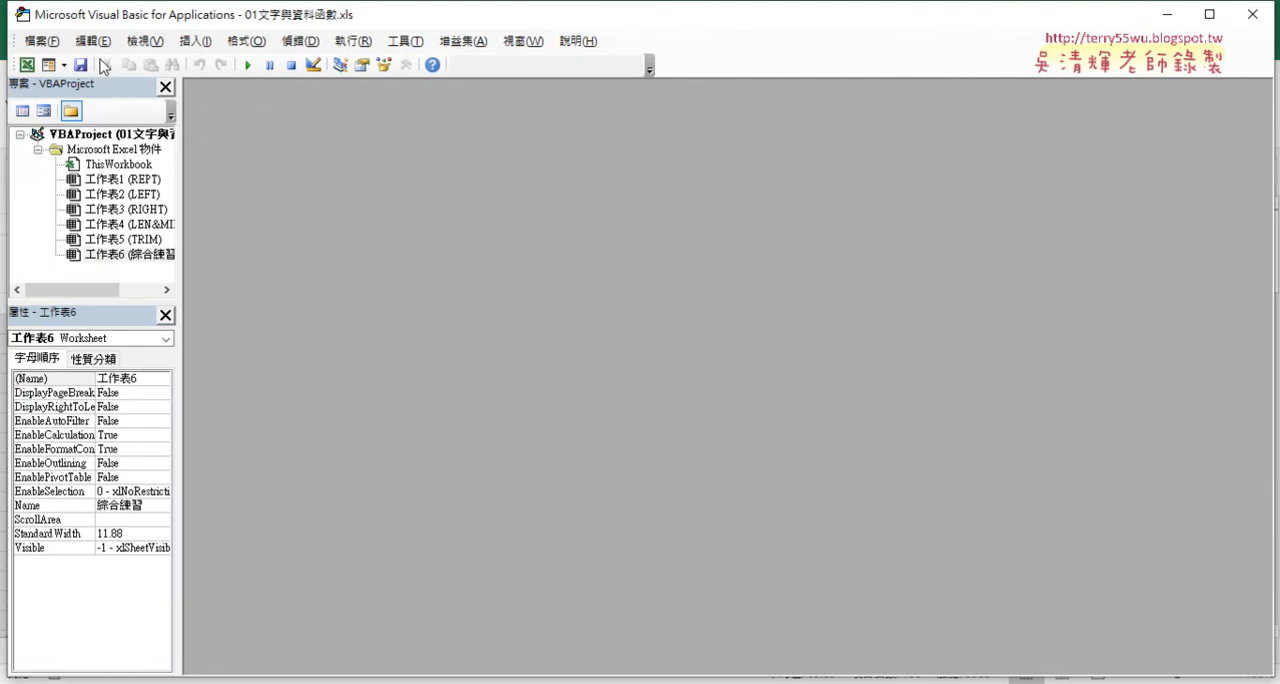 Microsoft Visual Basic for Applications - 01文字與資料函數.xls
檔案(F) 編輯(E) 檢視(V) 插入(I) 格式(O) 偵錯(D) 執行(R) 工具(T) 增益集(A) 視窗(W) 說明(H)
http://terry55wu.blogspot.tw
吳清輝老師錄製
專案 - VBAProject
VBAProject (01文字與資
Microsoft Excel 物件
ThisWorkbook
工作表1 (REPT)
工作表2 (LEFT)
工作表3 (RIGHT)
工作表4 (LEN&MI
工作表5 (TRIM)
工作表6 (綜合練習
屬性 - 工作表6
工作表6 Worksheet
字母順序 性質分類
(Name) 工作表6
DisplayPageBreak False
DisplayRightToLe False
EnableAutoFilter False
EnableCalculation True
EnableFormatCon True
EnableOutlining False
EnablePivotTable False
EnableSelection 0 - xlNoRestricti
Name 綜合練習
ScrollArea
StandardWidth 11.88
Visible -1 - xlSheetVisib